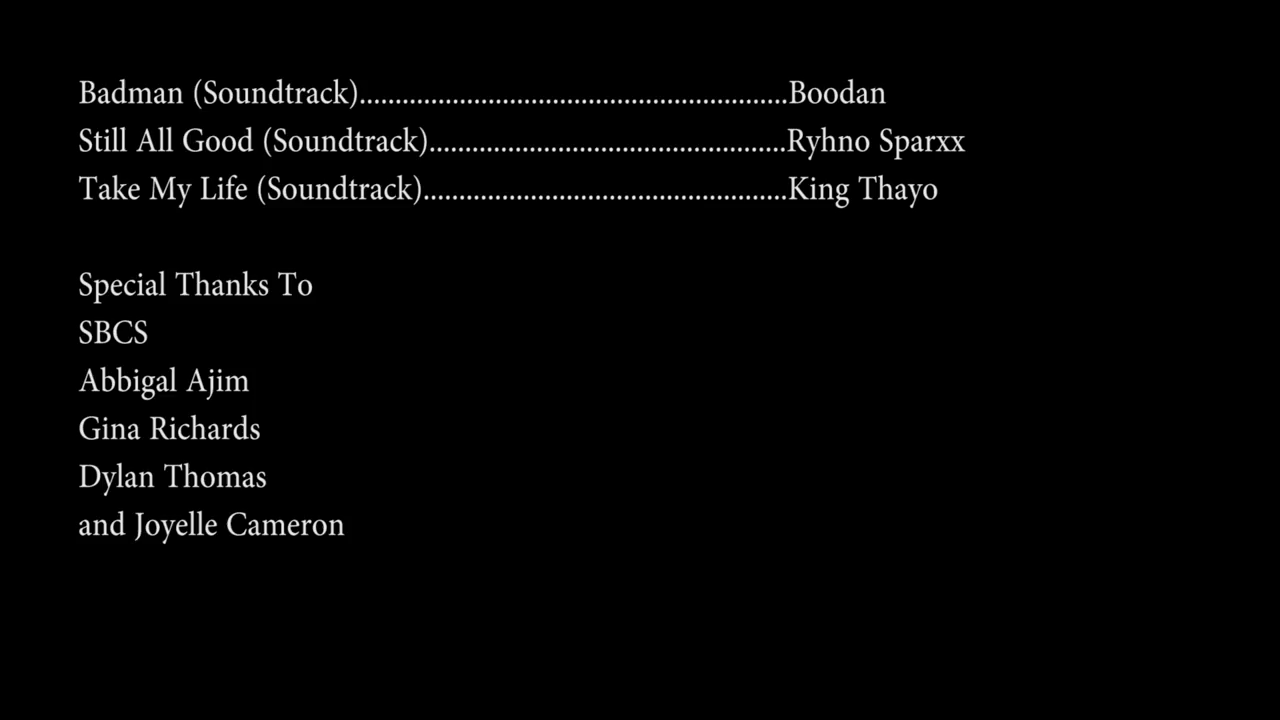 Badman (Soundtrack)............................................................Boodan
Still All Good (Soundtrack)..................................................Ryhno Sparxx
Take My Life (Soundtrack)...................................................King Thayo
Special Thanks To
SBCS
Abbigal Ajim
Gina Richards
Dylan Thomas
and Joyelle Cameron